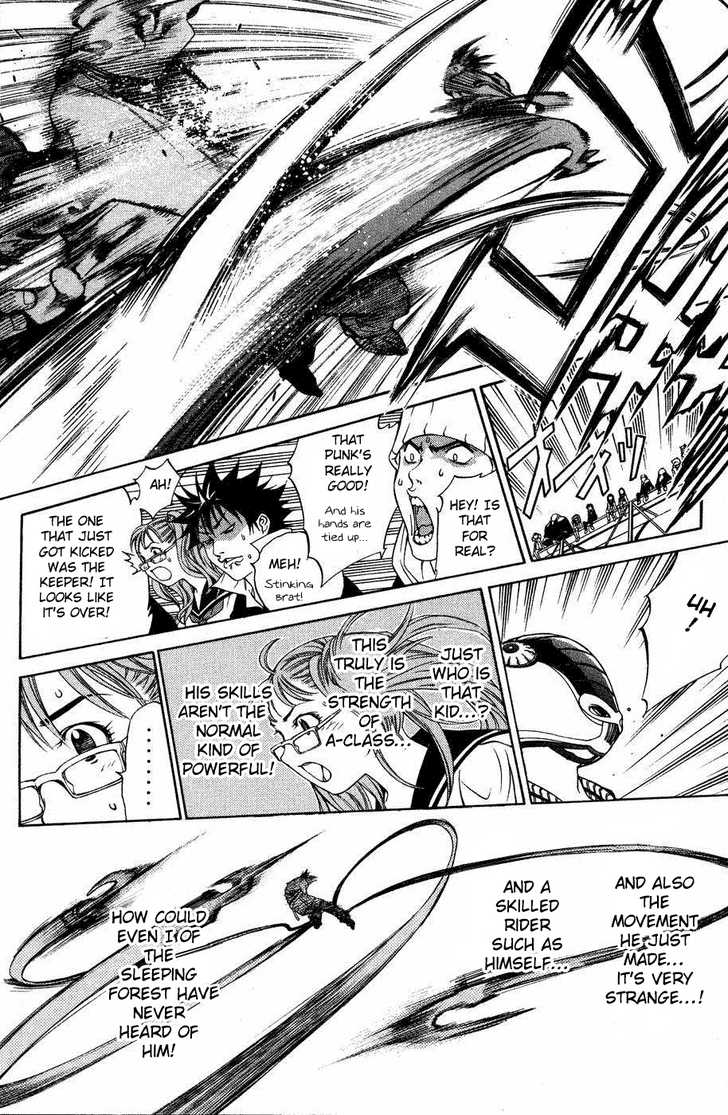 HEY! IS
THAT
FOR
REAL?
THAT
PUNK'S
REALLY
GOOD!
And his
hands are
tied up...
MEH!
Stinking
Brat!
AH!
THE ONE
THAT JUST
GOT KICKED
WAS THE
KEEPER! IT
LOOKS LIKE
IT'S OVER!
UH
!
JUST
WHO IS
THAT
KID...?
THIS
TRULY IS
THE
STRENGTH
OF
A-CLASS...
HIS SKILLS
AREN'T THE
NORMAL
KIND OF
POWERFUL!
......
AND ALSO
THE
MOVEMENT
HE JUST
MADE...
IT'S VERY
STRANGE...!
AND A
SKILLED
RIDER
SUCH AS
HIMSELF...
HOW COULD
EVEN I OF
THE
SLEEPING
FOREST HAVE
NEVER
HEARD OF
HIM!